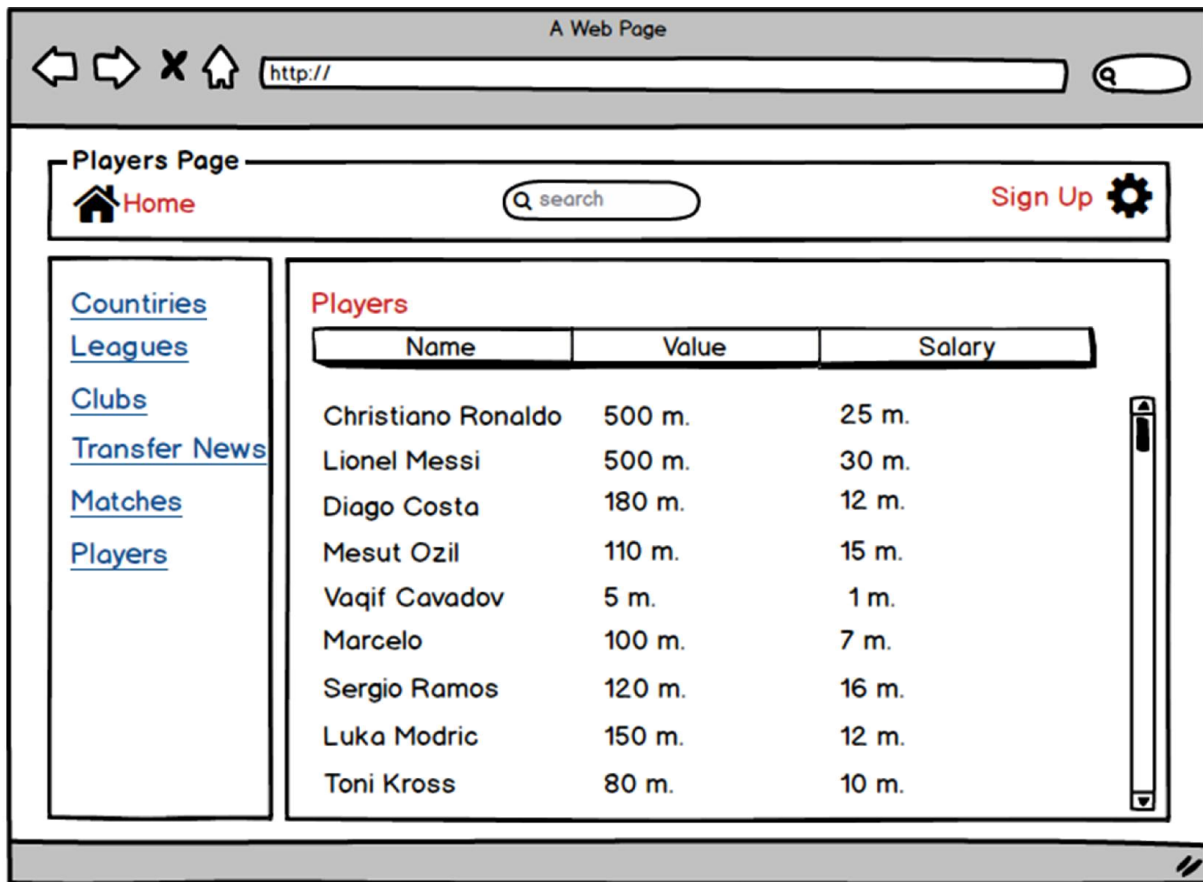 A Web Page
http://
Players Page
Home
search
Sign Up
Countiries
Leagues
Clubs
Transfer News
Matches
Players
Players
Name Value Salary
Christiano Ronaldo 500 m. 25 m.
Lionel Messi 500 m. 30 m.
Diago Costa 180 m. 12 m.
Mesut Ozil 110 m. 15 m.
Vaqif Cavadov 5 m. 1 m.
Marcelo 100 m. 7 m.
Sergio Ramos 120 m. 16 m.
Luka Modric 150 m. 12 m.
Toni Kross 80 m. 10 m.